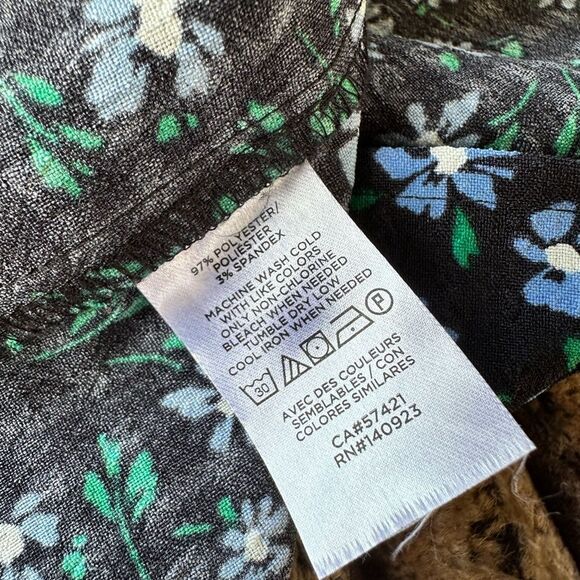 97% POLYESTER/
POLIESTER
3% SPANDEX
MACHINE WASH COLD
WITH LIKE COLORS
ONLY NON-CHLORINE
BLEACH WHEN NEEDED
TUMBLE DRY LOW
COOL IRON WHEN NEEDED
30 P
AVEC DES COULEURS
SEMBLABLES / CON
COLORES SIMILARES
CA#57421
RN#140923